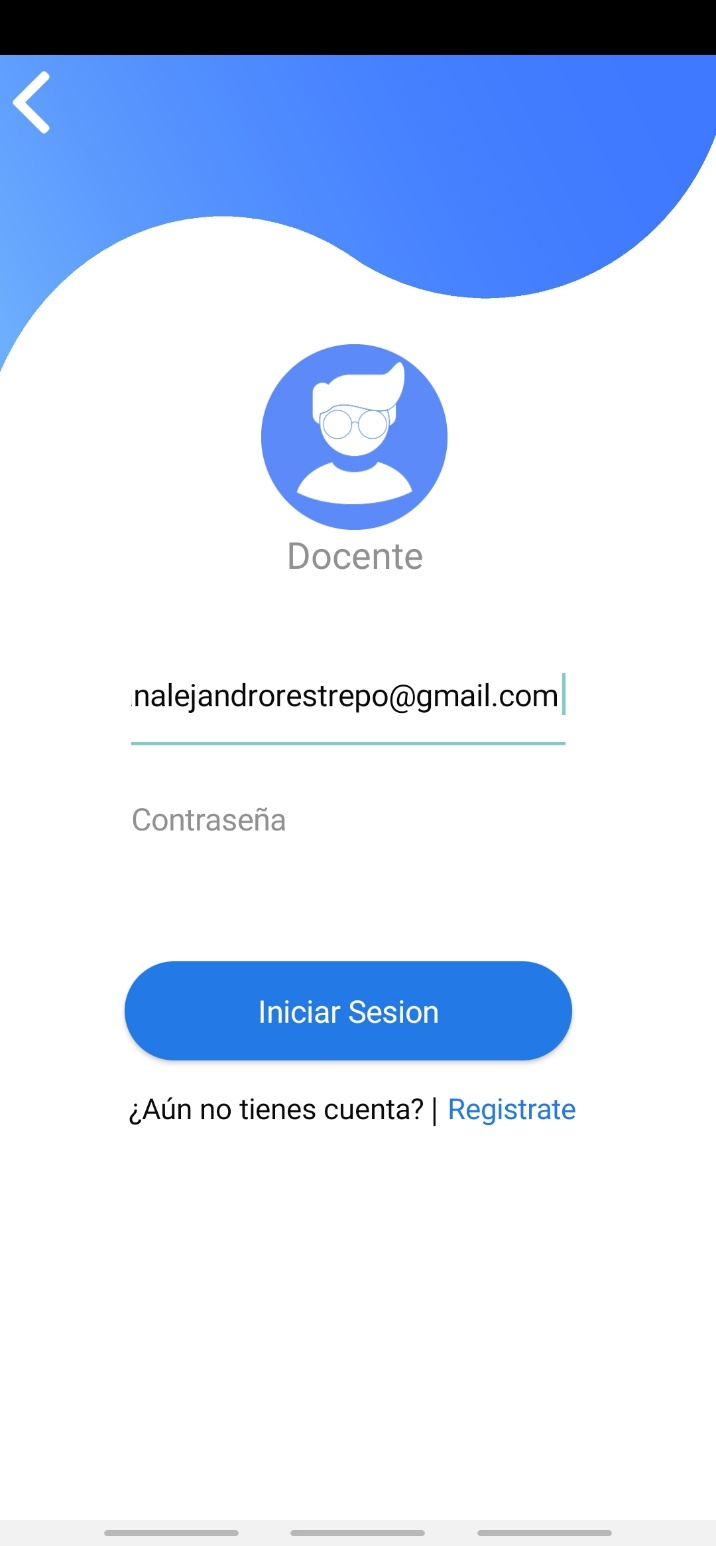 Docente
nalejandrorestrepo@gmail.com
Contraseña
Iniciar Sesion
¿Aún no tienes cuenta? | Registrate